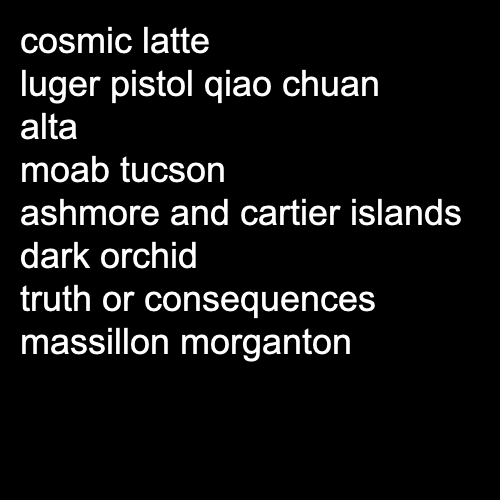 cosmic latte
luger pistol qiao chuan
alta
moab tucson
ashmore and cartier islands
dark orchid
truth or consequences
massillon morganton